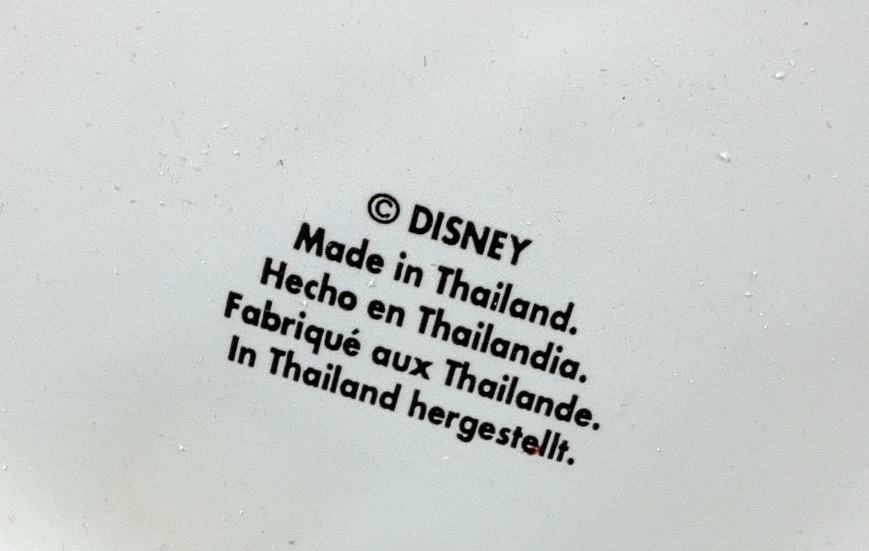 © DISNEY
Made in Thailand.
Hecho en Thailandia.
Fabriqué aux Thailande.
In Thailand hergestellt.